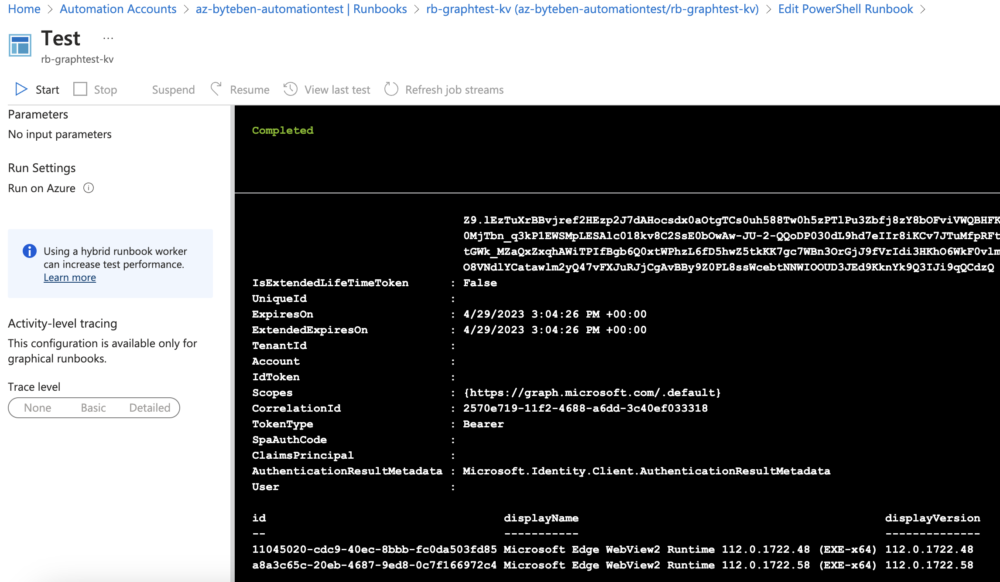 Home > Automation Accounts > az-byteben-automationtest | Runbooks > rb-graphtest-kv (az-byteben-automationtest/rb-graphtest-kv) > Edit PowerShell Runbook >
Test ...
rb-graphtest-kv
Start Stop Suspend Resume View last test Refresh job streams
Parameters
No input parameters
Run Settings
Run on Azure
Using a hybrid runbook worker
can increase test performance.
Learn more
Activity-level tracing
This configuration is available only for
graphical runbooks.
Trace level
None Basic Detailed
Completed
Z9.lEzTuXrBBvjref2HEzp2J7dAHocsdx0aOtgTCs0uh588Tw0h5zPTlPu3Zbfj8zY8bOFviVWQBHFK
0MjTbn_q3kP1EWSMpLESAlc018kv8C2SsE0bOwAw-JU-2-QQoDP030dL9hd7eIIr8iKCv7JTuMfpRFt
tGWk_MZaQxZxqhAWiTPIfBgb6Q0xtWPhzL6fD5hwZ5tkKK7gc7WBn3OrGjJ9fVrIdi3HKhO6WkF0vlm
O8VNdlYCatawlm2yQ47vFXJuRJjCgAvBBy9Z0PL8ssWcebtNNWIOOUD3JEd9KknYk9Q3IJi9qQCdzQ
IsExtendedLifeTimeToken : False
UniqueId :
ExpiresOn : 4/29/2023 3:04:26 PM +00:00
ExtendedExpiresOn : 4/29/2023 3:04:26 PM +00:00
TenantId :
Account :
IdToken :
Scopes : {https://graph.microsoft.com/.default}
CorrelationId : 2570e719-11f2-4688-a6dd-3c40ef033318
TokenType : Bearer
SpaAuthCode :
ClaimsPrincipal :
AuthenticationResultMetadata : Microsoft.Identity.Client.AuthenticationResultMetadata
User :
id displayName displayVersion
-- ----------- --------------
11045020-cdc9-40ec-8bbb-fc0da503fd85 Microsoft Edge WebView2 Runtime 112.0.1722.48 (EXE-x64) 112.0.1722.48
a8a3c65c-20eb-4687-9ed8-0c7f166972c4 Microsoft Edge WebView2 Runtime 112.0.1722.58 (EXE-x64) 112.0.1722.58